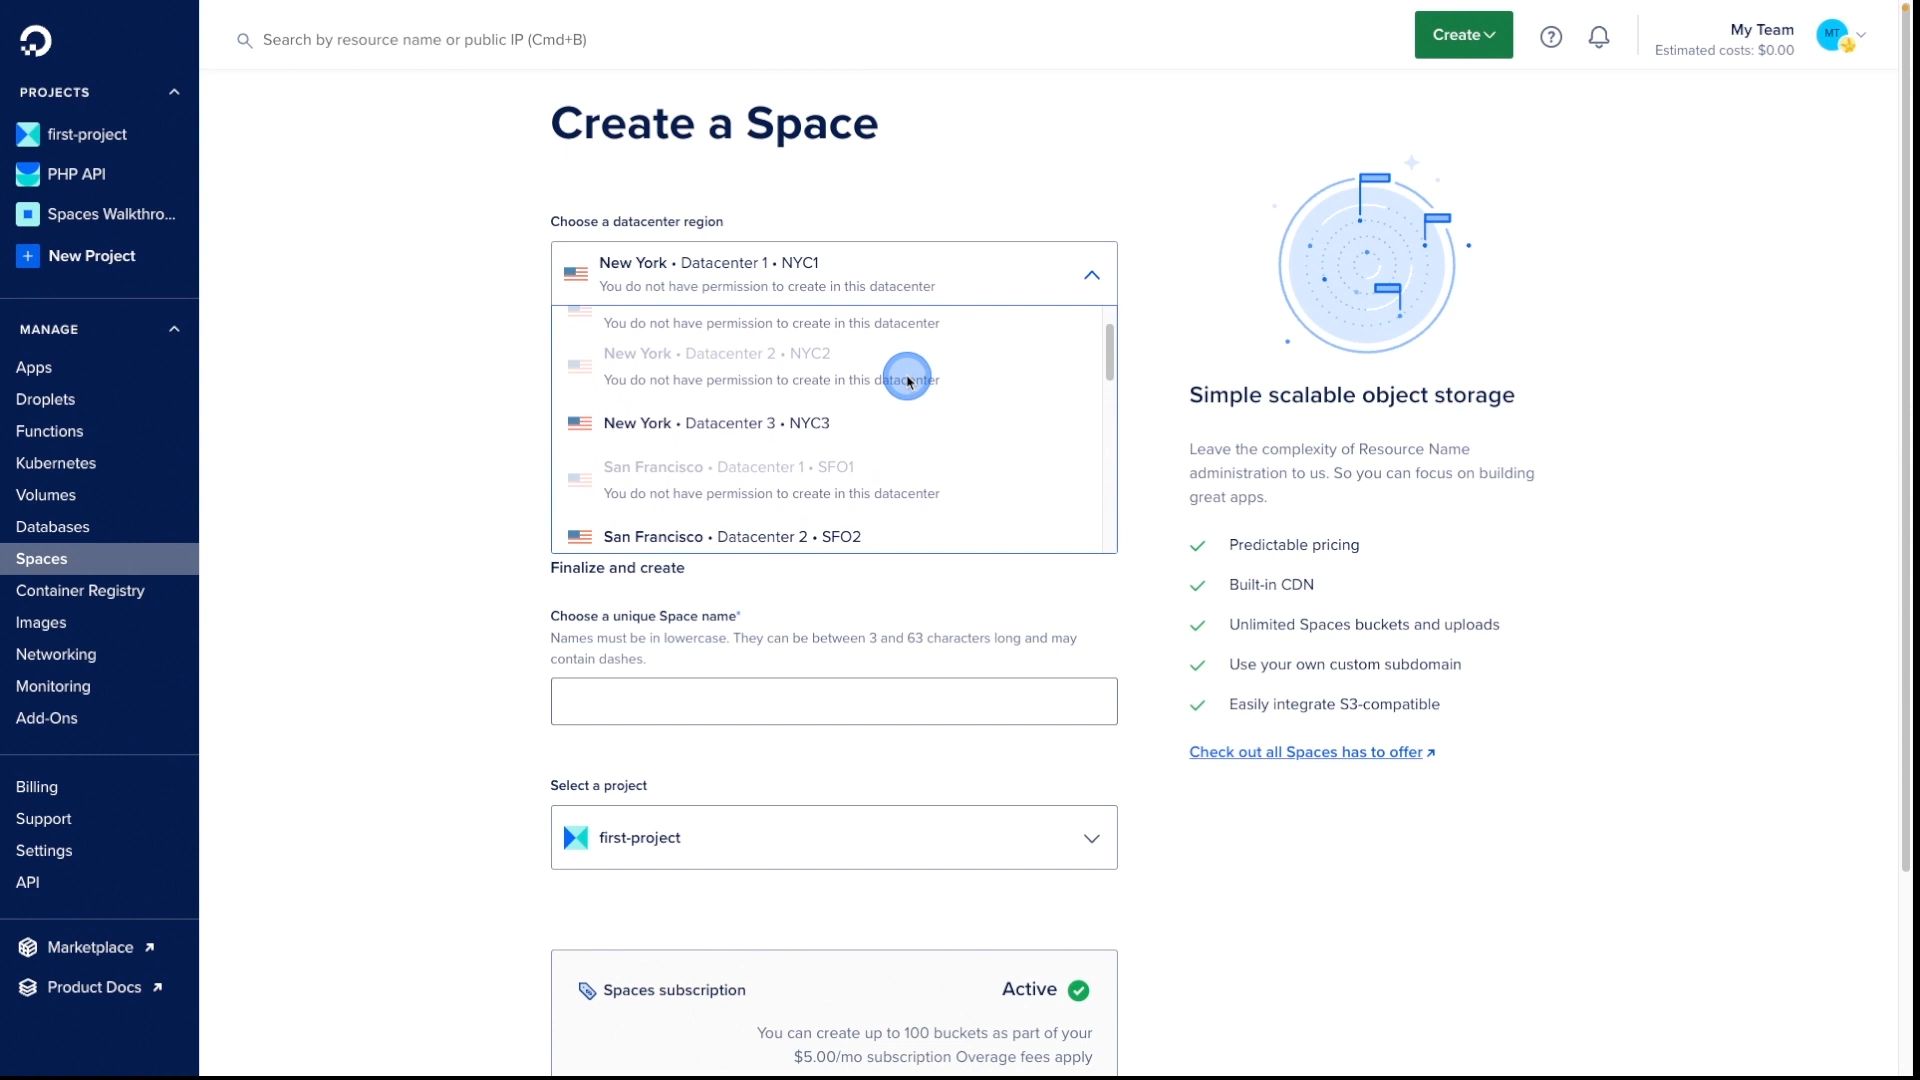 Search by resource name or public IP (Cmd+B)
Create
My Team
Estimated costs: $0.00
MT
PROJECTS
first-project
PHP API
Spaces Walkthro...
New Project
MANAGE
Apps
Droplets
Functions
Kubernetes
Volumes
Databases
Spaces
Container Registry
Images
Networking
Monitoring
Add-Ons
Billing
Support
Settings
API
Marketplace
Product Docs
Create a Space
Choose a datacenter region
New York • Datacenter 1 • NYC1
You do not have permission to create in this datacenter
You do not have permission to create in this datacenter
New York • Datacenter 2 • NYC2
You do not have permission to create in this datacenter
New York • Datacenter 3 • NYC3
San Francisco • Datacenter 1 • SFO1
You do not have permission to create in this datacenter
San Francisco • Datacenter 2 • SFO2
Finalize and create
Choose a unique Space name*
Names must be in lowercase. They can be between 3 and 63 characters long and may
contain dashes.
Select a project
first-project
Spaces subscription
Active
You can create up to 100 buckets as part of your
$5.00/mo subscription Overage fees apply
Simple scalable object storage
Leave the complexity of Resource Name
administration to us. So you can focus on building
great apps.
Predictable pricing
Built-in CDN
Unlimited Spaces buckets and uploads
Use your own custom subdomain
Easily integrate S3-compatible
Check out all Spaces has to offer